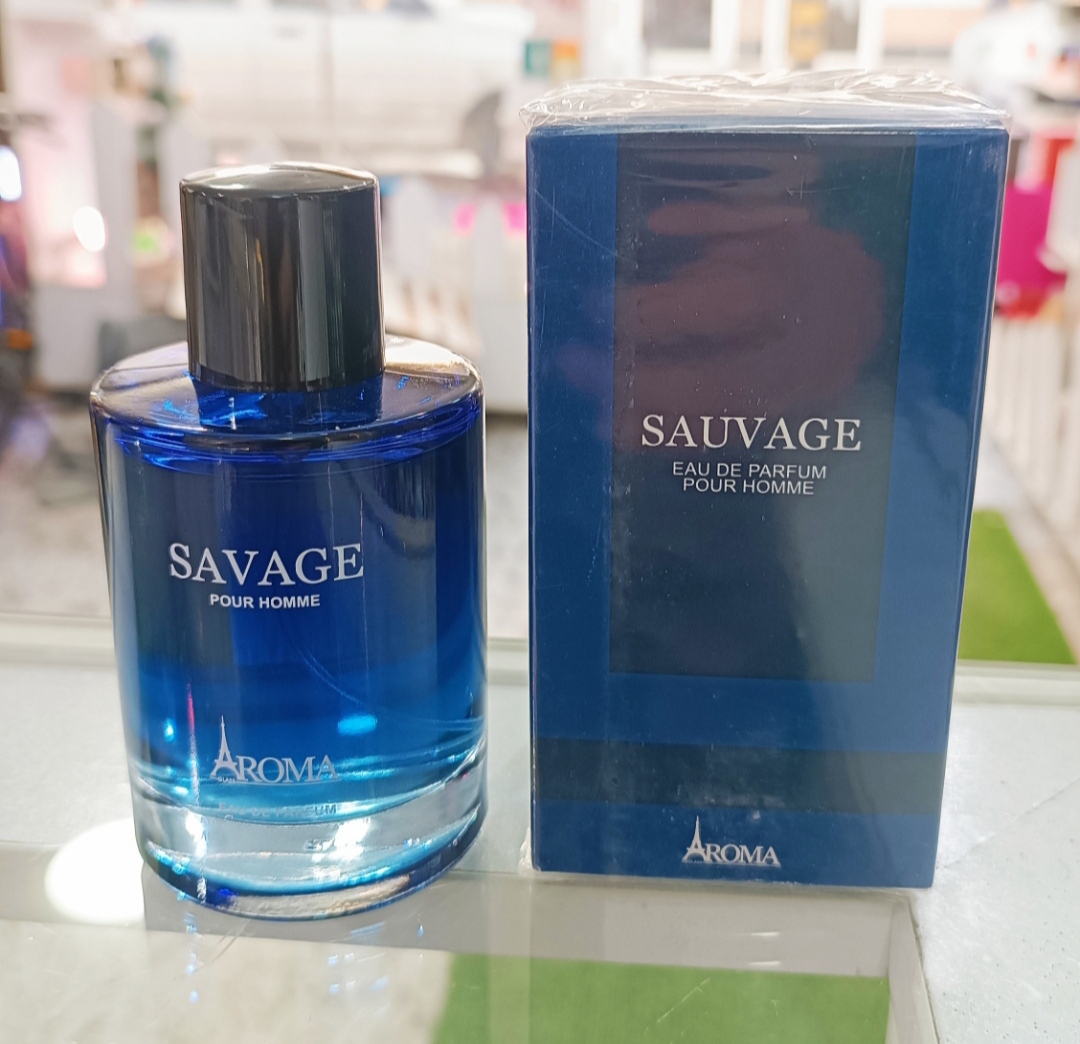 SAVAGE
POUR HOMME
AROMA
SAUVAGE
EAU DE PARFUM
POUR HOMME
AROMA